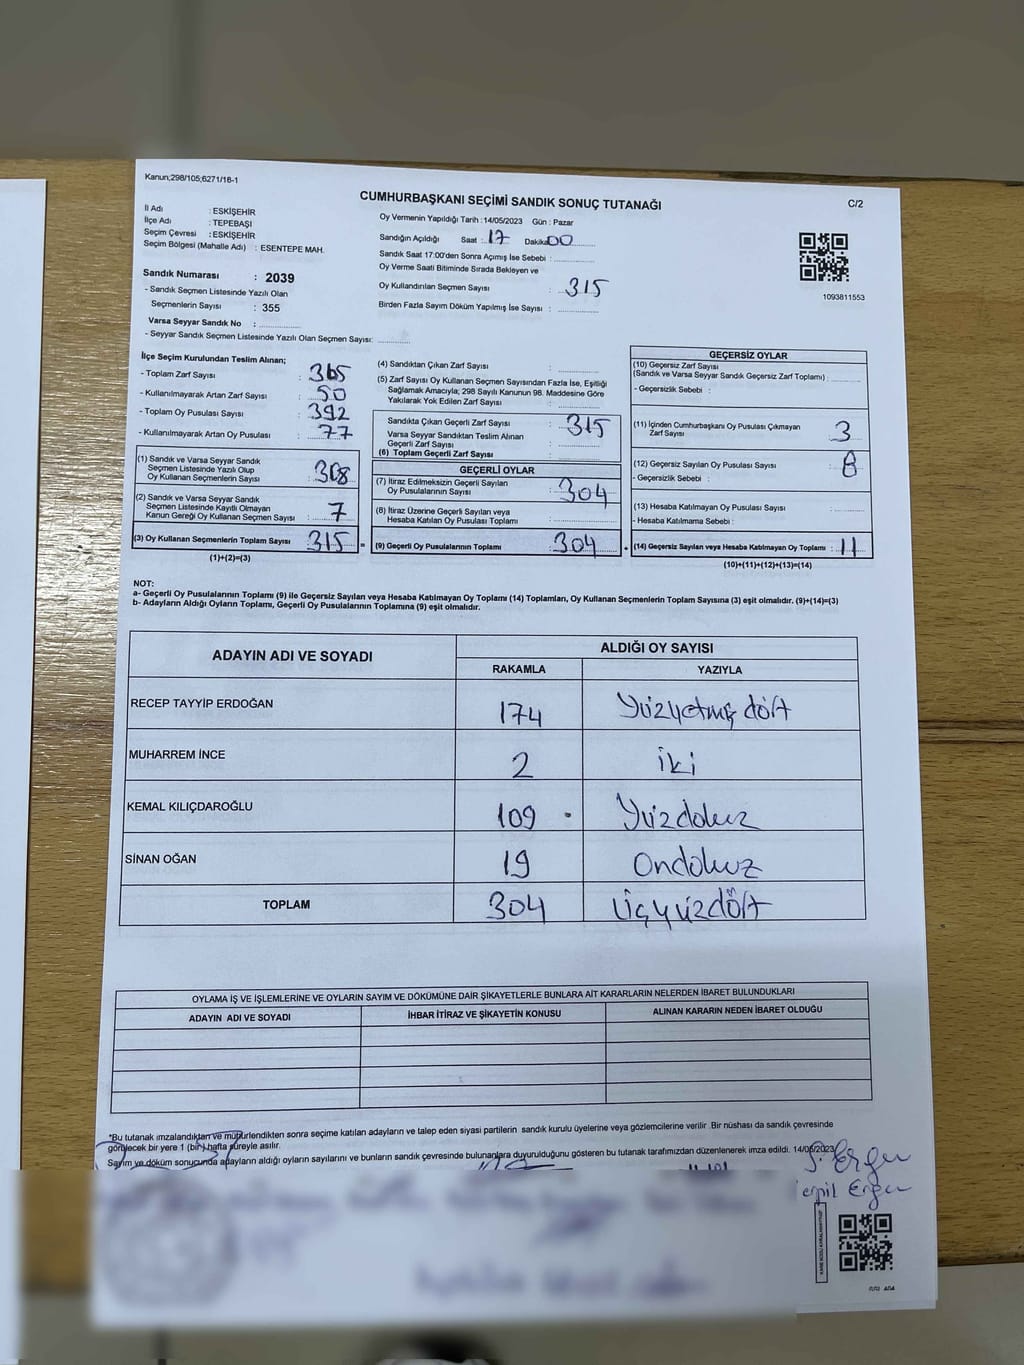 Kanun;298/105;6271/18-1
CUMHURBAŞKANI SEÇİMİ SANDIK SONUÇ TUTANAĞI
C/2
İl Adı : ESKİŞEHİR
İlçe Adı : TEPEBAŞI
Seçim Çevresi : ESKİŞEHİR
Seçim Bölgesi (Mahalle Adı) : ESENTEPE MAH.
Sandık Numarası : 2039
- Sandık Seçmen Listesinde Yazılı Olan
Seçmenlerin Sayısı : 355
Varsa Seyyar Sandık No :
- Seyyar Sandık Seçmen Listesinde Yazılı Olan Seçmen Sayısı:
Oy Vermenin Yapıldığı Tarih :14/05/2023 Gün : Pazar
Sandığın Açıldığı Saat : 17 Dakika 00
Sandık Saat 17:00'den Sonra Açımış İse Sebebi :
Oy Verme Saati Bitiminde Sırada Bekleyen ve
Oy Kullandırılan Seçmen Sayısı : 315
Birden Fazla Sayım Döküm Yapılmış İse Sayısı :
1093811553
İlçe Seçim Kurulundan Teslim Alınan;
- Toplam Zarf Sayısı : 365
- Kullanılmayarak Artan Zarf Sayısı : 50
- Toplam Oy Pusulası Sayısı : 392
- Kullanılmayarak Artan Oy Pusulası : 77
(1) Sandık ve Varsa Seyyar Sandık
Seçmen Listesinde Yazılı Olup
Oy Kullanan Seçmenlerin Sayısı : 308
(2) Sandık ve Varsa Seyyar Sandık
Seçmen Listesinde Kayıtlı Olmayan
Kanun Gereği Oy Kullanan Seçmen Sayısı : 7
(3) Oy Kullanan Seçmenlerin Toplam Sayısı : 315 =
(1)+(2)=(3)
(4) Sandıktan Çıkan Zarf Sayısı :
(5) Zarf Sayısı Oy Kullanan Seçmen Sayısından Fazla İse, Eşitliği
Sağlamak Amacıyla; 298 Sayılı Kanunun 98. Maddesine Göre
Yakılarak Yok Edilen Zarf Sayısı :
Sandıkta Çıkan Geçerli Zarf Sayısı : 315
Varsa Seyyar Sandıktan Teslim Alınan
Geçerli Zarf Sayısı :
(6) Toplam Geçerli Zarf Sayısı :
GEÇERLİ OYLAR
(7) İtiraz Edilmeksizin Geçerli Sayılan
Oy Pusulalarının Sayısı : 304
(8) İtiraz Üzerine Geçerli Sayılan veya
Hesaba Katılan Oy Pusulası Toplamı :
(9) Geçerli Oy Pusulalarının Toplamı : 304
GEÇERSİZ OYLAR
(10) Geçersiz Zarf Sayısı
(Sandık ve Varsa Seyyar Sandık Geçersiz Zarf Toplamı) :
- Geçersizlik Sebebi :
(11) İçinden Cumhurbaşkanı Oy Pusulası Çıkmayan
Zarf Sayısı : 3
(12) Geçersiz Sayılan Oy Pusulası Sayısı : 8
- Geçersizlik Sebebi :
(13) Hesaba Katılmayan Oy Pusulası Sayısı :
- Hesaba Katılmama Sebebi :
(14) Geçersiz Sayılan veya Hesaba Katılmayan Oy Toplamı : 11
(10)+(11)+(12)+(13)=(14)
NOT:
a- Geçerli Oy Pusulalarının Toplamı (9) ile Geçersiz Sayılan veya Hesaba Katılmayan Oy Toplamı (14) Toplamları, Oy Kullanan Seçmenlerin Toplam Sayısına (3) eşit olmalıdır. (9)+(14)=(3)
b- Adayların Aldığı Oyların Toplamı, Geçerli Oy Pusulalarının Toplamına (9) eşit olmalıdır.
ADAYIN ADI VE SOYADI
ALDIĞI OY SAYISI
RAKAMLA YAZIYLA
RECEP TAYYİP ERDOĞAN 174 Yüzyetmiş dört
MUHARREM İNCE 2 iki
KEMAL KILIÇDAROĞLU 109 Yüzdokuz
SİNAN OĞAN 19 Ondokuz
TOPLAM 304 Üçyüzdört
OYLAMA İŞ VE İŞLEMLERİNE VE OYLARIN SAYIM VE DÖKÜMÜNE DAİR ŞİKAYETLERLE BUNLARA AİT KARARLARIN NELERDEN İBARET BULUNDUKLARI
ADAYIN ADI VE SOYADI İHBAR İTİRAZ VE ŞİKAYETİN KONUSU ALINAN KARARIN NEDEN İBARET OLDUĞU
*Bu tutanak imzalandıktan ve mühürlendikten sonra seçime katılan adayların ve talep eden siyasi partilerin sandık kurulu üyelerine veya gözlemcilerine verilir .Bir nüshası da sandık çevresinde
görülecek bir yere 1 (bir) hafta süreyle asılır.
Sayım ve döküm sonucunda adayların aldığı oyların sayılarını ve bunların sandık çevresinde bulunanlara duyurulduğunu gösteren bu tutanak tarafımızdan düzenlenerek imza edildi. 14/05/2023